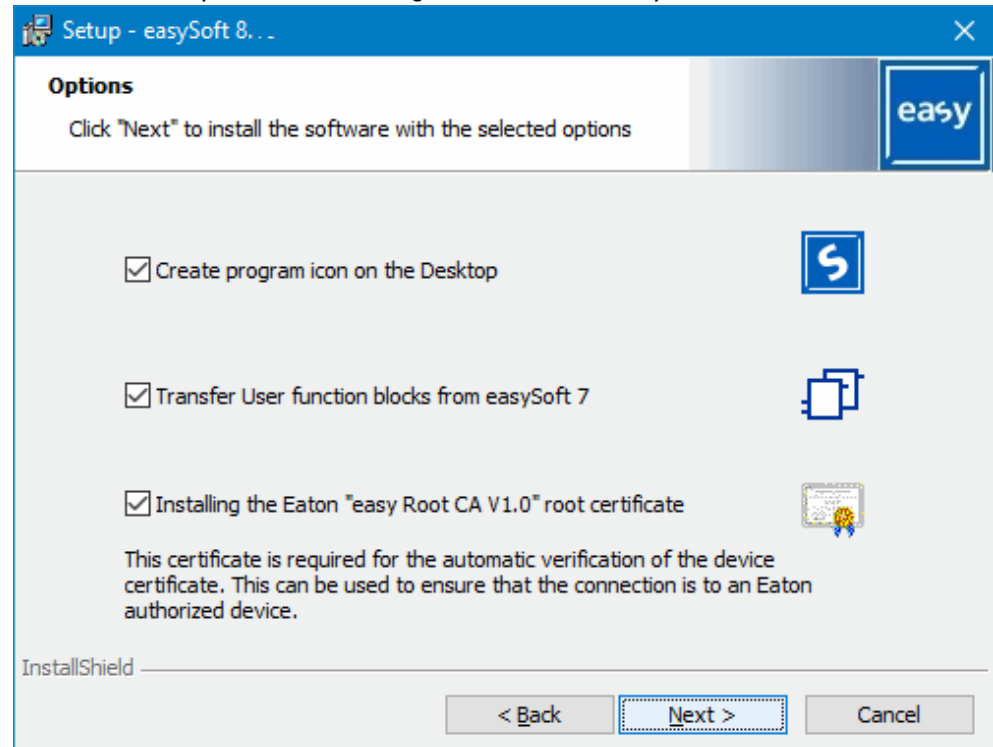 Setup - easySoft 8...
Options
Click "Next" to install the software with the selected options
easy
Create program icon on the Desktop
S
Transfer User function blocks from easySoft 7
Installing the Eaton "easy Root CA V1.0" root certificate
This certificate is required for the automatic verification of the device
certificate. This can be used to ensure that the connection is to an Eaton
authorized device.
InstallShield
< Back
Next >
Cancel